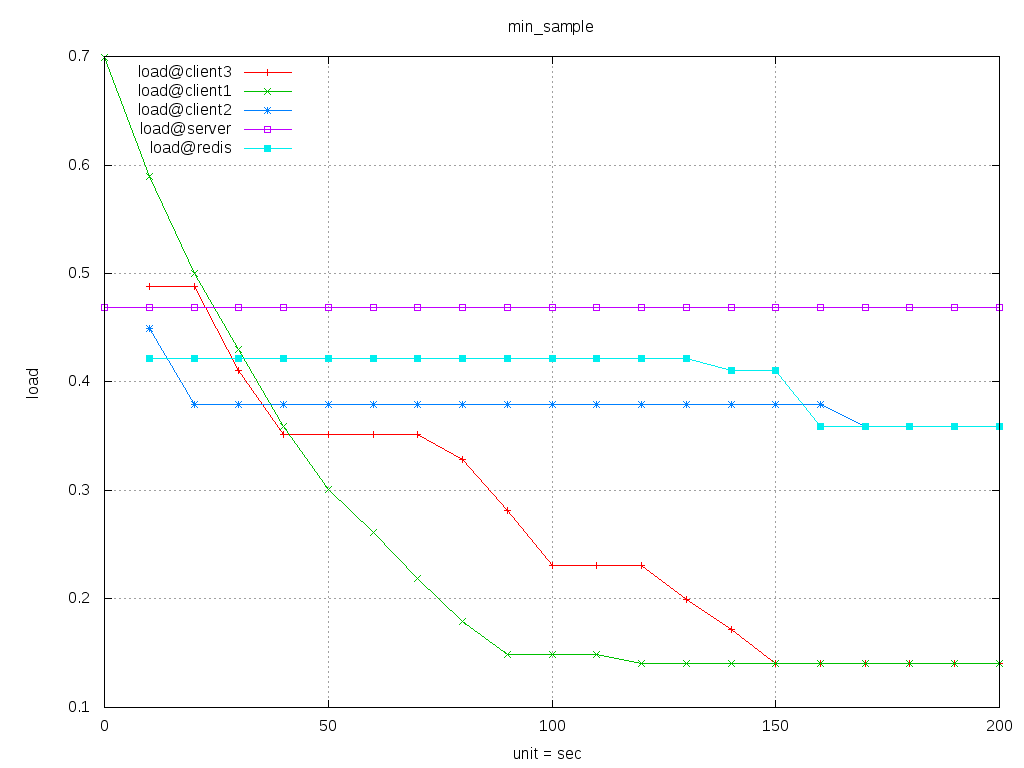 min_sample
load@client3
load@client1
load@client2
load@server
load@redis
0.7
0.6
0.5
0.4
0.3
0.2
0.1
load
0 50 100 150 200
unit = sec